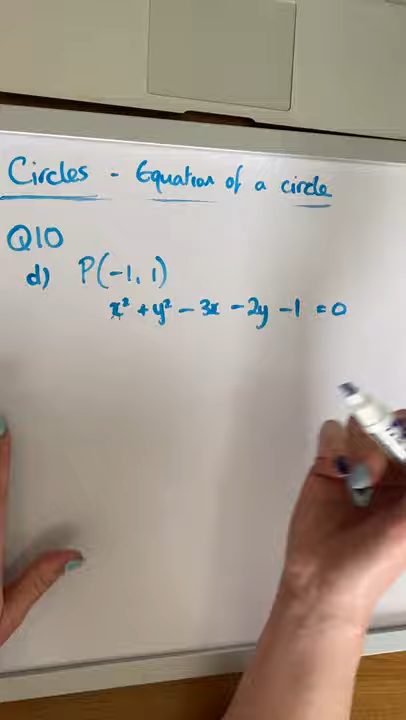 Circles - Equation of a circle
Q10
d) P(-1, 1)
x² + y² - 3x - 2y - 1 = 0